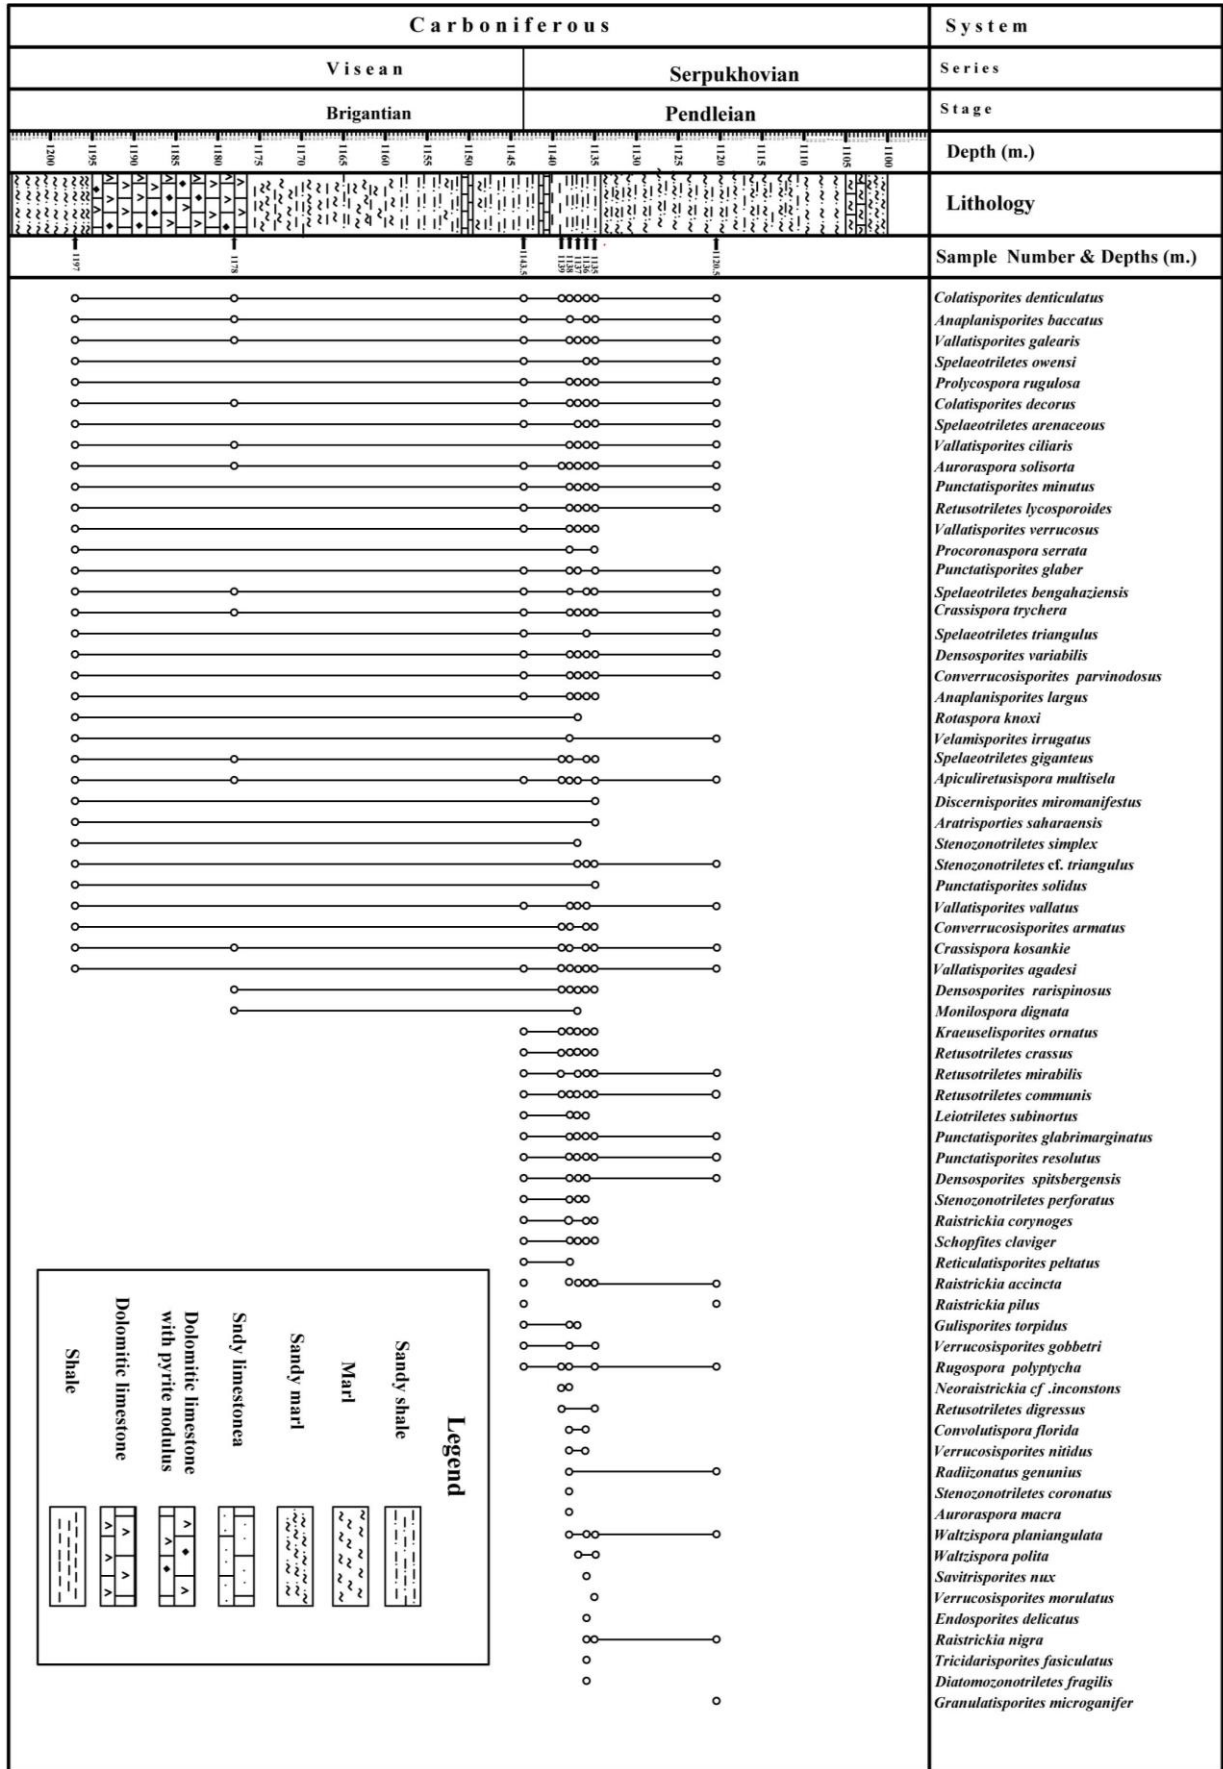 Carboniferous
System
Visean
Serpukhovian
Series
Brigantian
Pendleian
Stage
1200
1195
1190
1185
1180
1175
1170
1165
1160
1155
1150
1145
1140
1135
1130
1125
1120
1115
1110
1105
1100
Depth (m.)
Lithology
1197
1178
1143.5
1139
1138
1137
1136
1135
1120.5
Sample Number & Depths (m.)
Colatisporites denticulatus
Anaplanisporites baccatus
Vallatisporites galearis
Spelaeotriletes owensi
Prolycospora rugulosa
Colatisporites decorus
Spelaeotriletes arenaceous
Vallatisporites ciliaris
Auroraspora solisorta
Punctatisporites minutus
Retusotriletes lycosporoides
Vallatisporites verrucosus
Procoronaspora serrata
Punctatisporites glaber
Spelaeotriletes bengahaziensis
Crassispora trychera
Spelaeotriletes triangulus
Densosporites variabilis
Converrucosisporites parvinodosus
Anaplanisporites largus
Rotaspora knoxi
Velamisporites irrugatus
Spelaeotriletes giganteus
Apiculiretusispora multisela
Discernisporites miromanifestus
Aratrisporties saharaensis
Stenozonotriletes simplex
Stenozonotriletes cf. triangulus
Punctatisporites solidus
Vallatisporites vallatus
Converrucosisporites armatus
Crassispora kosankie
Vallatisporites agadesi
Densosporites rarispinosus
Monilospora dignata
Kraeuselisporites ornatus
Retusotriletes crassus
Retusotriletes mirabilis
Retusotriletes communis
Leiotriletes subinortus
Punctatisporites glabrimarginatus
Punctatisporites resolutus
Densosporites spitsbergensis
Stenozonotriletes perforatus
Raistrickia corynoges
Schopfites claviger
Reticulatisporites peltatus
Raistrickia accincta
Raistrickia pilus
Gulisporites torpidus
Verrucosisporites gobbetri
Rugospora polyptycha
Neoraistrickia cf .inconstons
Retusotriletes digressus
Convolutispora florida
Verrucosisporites nitidus
Radiizonatus genunius
Stenozonotriletes coronatus
Auroraspora macra
Waltzispora planiangulata
Waltzispora polita
Savitrisporites nux
Verrucosisporites morulatus
Endosporites delicatus
Raistrickia nigra
Tricidarisporites fasiculatus
Diatomozonotriletes fragilis
Granulatisporites microganifer
Legend
Sandy shale
Marl
Sandy marl
Sndy limestonea
Dolomitic limestone
with pyrite nodulus
Dolomitic limestone
Shale